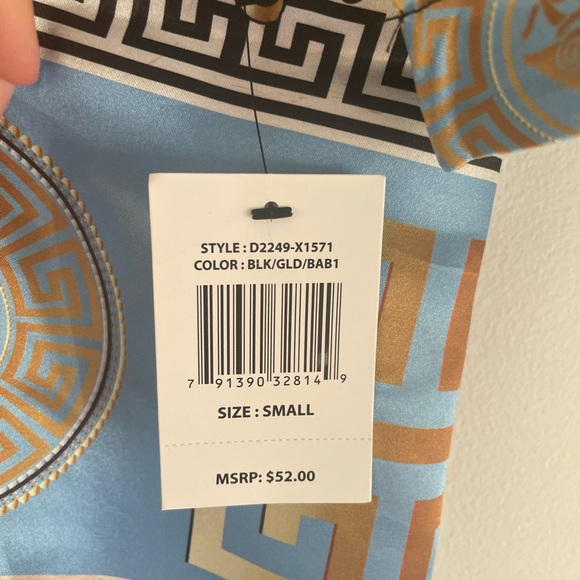 STYLE : D2249-X1571
COLOR : BLK/GLD/BAB1
7 91390 32814 9
SIZE : SMALL
MSRP: $52.00